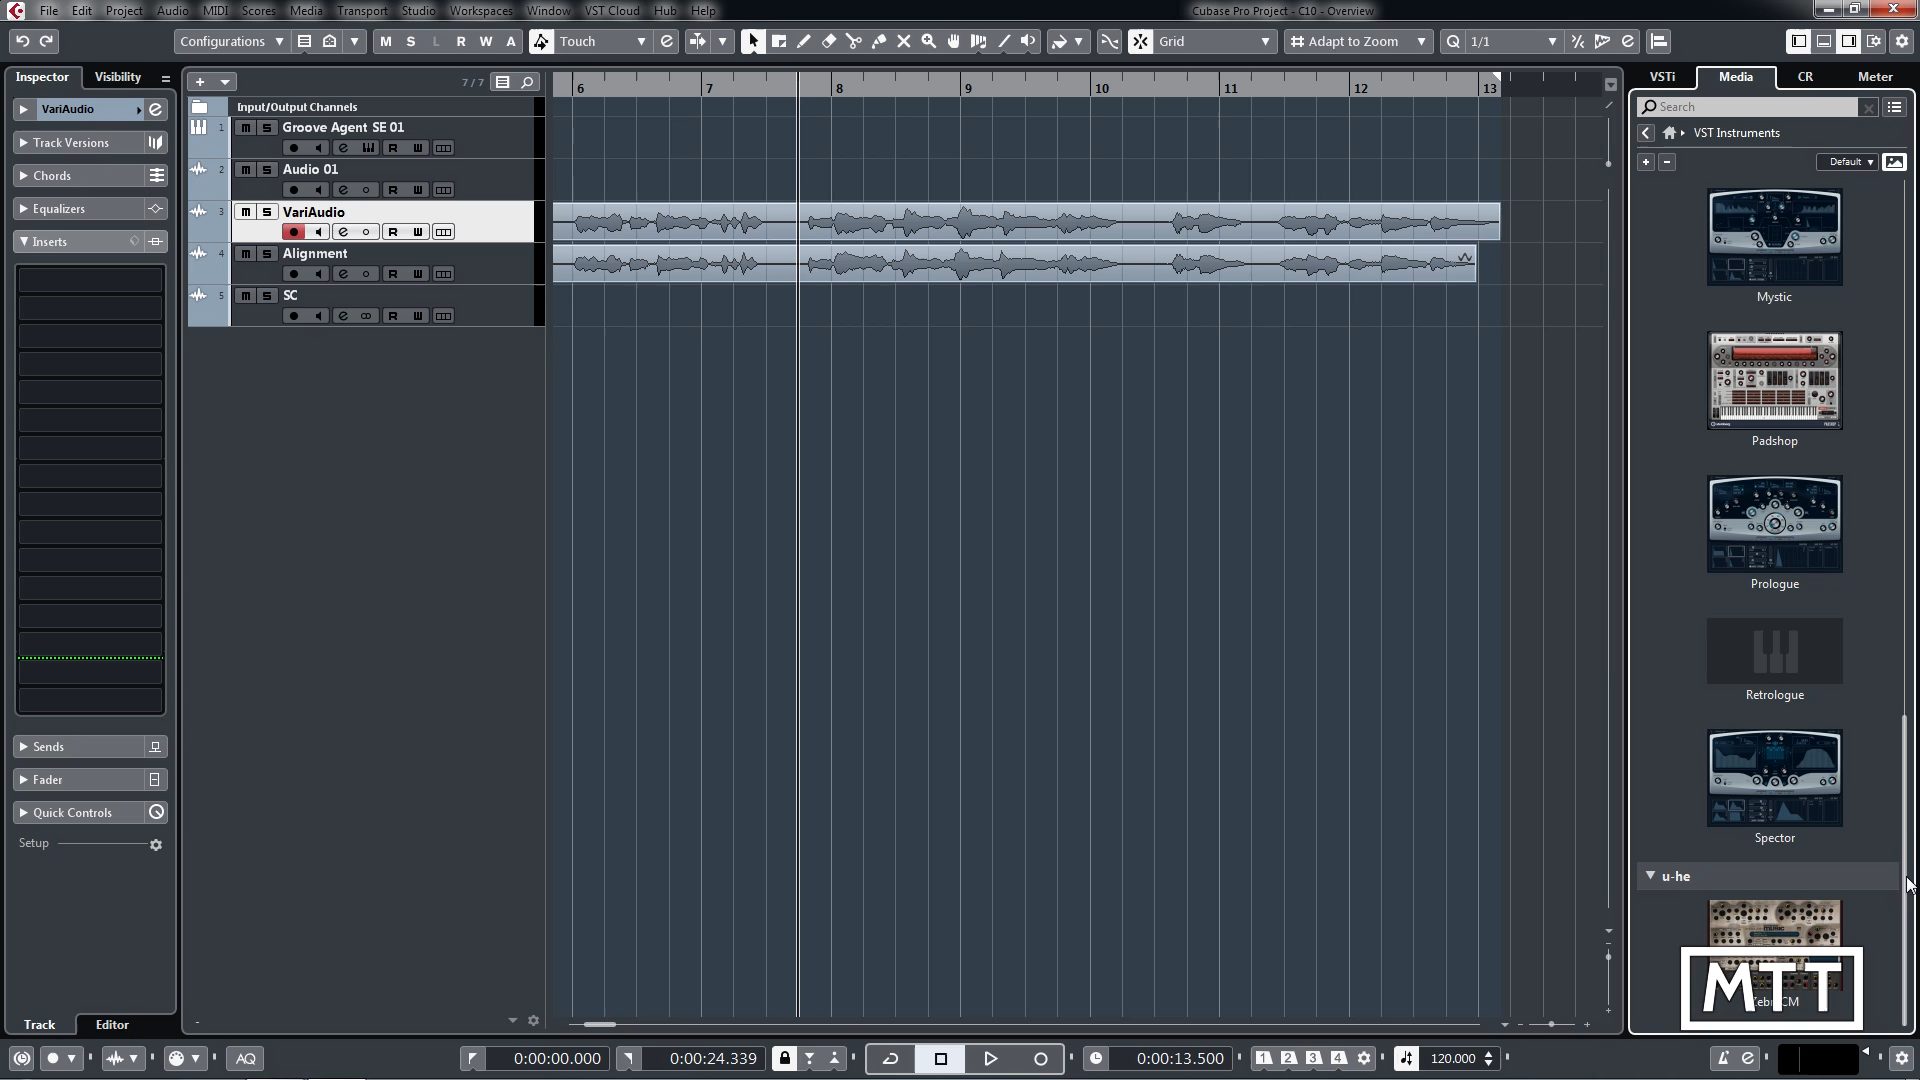 File Edit Project Audio MIDI Scores Media Transport Studio Workspaces Window VST Cloud Hub Help
Cubase Pro Project - C10 - Overview
Configurations M S L R W A Touch Grid Adapt to Zoom Q 1/1
Inspector Visibility
VariAudio
Track Versions
Chords
Equalizers
Inserts
Sends
Fader
Quick Controls
Setup
Track Editor
7 / 7
Input/Output Channels
1 m S Groove Agent SE 01
R W
2 m S Audio 01
R W
3 m S VariAudio
R W
4 m S Alignment
R W
5 m S SC
R W
6 7 8 9 10 11 12 13
VSTi Media CR Meter
Search
VST Instruments
Default
Mystic
Padshop
Prologue
Retrologue
Spector
u-he
MTT
AQ
0:00:00.000
0:00:24.339
0:00:13.500
1 2 3 4
120.000